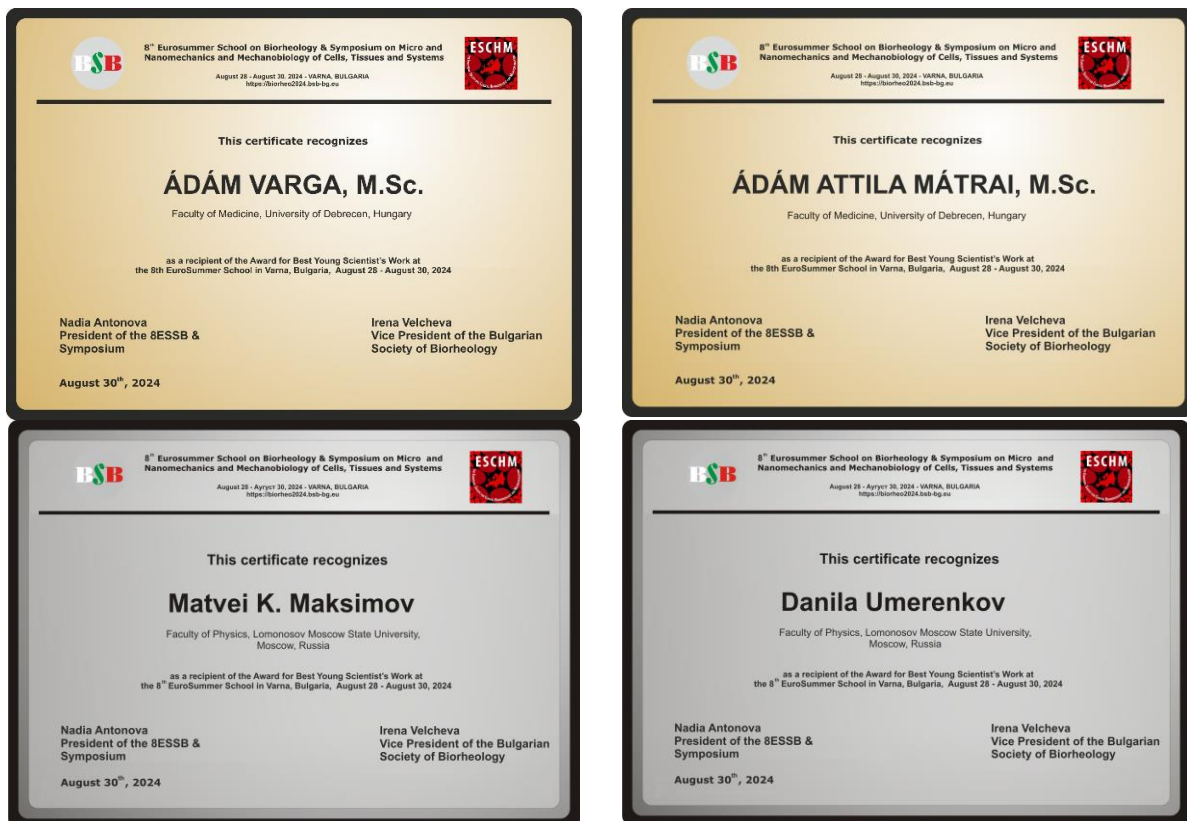 BSB
8th Eurosummer School on Biorheology & Symposium on Micro and
Nanomechanics and Mechanobiology of Cells, Tissues and Systems
August 28 - August 30, 2024 - VARNA, BULGARIA
https://biorheo2024.bsb-bg.eu
ESCHM
This certificate recognizes
ÁDÁM VARGA, M.Sc.
Faculty of Medicine, University of Debrecen, Hungary
as a recipient of the Award for Best Young Scientist's Work at
the 8th EuroSummer School in Varna, Bulgaria, August 28 - August 30, 2024
Nadia Antonova
President of the 8ESSB &
Symposium
Irena Velcheva
Vice President of the Bulgarian
Society of Biorheology
August 30th, 2024
BSB
8th Eurosummer School on Biorheology & Symposium on Micro and
Nanomechanics and Mechanobiology of Cells, Tissues and Systems
August 28 - August 30, 2024 - VARNA, BULGARIA
https://biorheo2024.bsb-bg.eu
ESCHM
This certificate recognizes
ÁDÁM ATTILA MÁTRAI, M.Sc.
Faculty of Medicine, University of Debrecen, Hungary
as a recipient of the Award for Best Young Scientist's Work at
the 8th EuroSummer School in Varna, Bulgaria, August 28 - August 30, 2024
Nadia Antonova
President of the 8ESSB &
Symposium
Irena Velcheva
Vice President of the Bulgarian
Society of Biorheology
August 30th, 2024
BSB
8th Eurosummer School on Biorheology & Symposium on Micro and
Nanomechanics and Mechanobiology of Cells, Tissues and Systems
August 28 - Аугуст 30, 2024 - VARNA, BULGARIA
https://biorheo2024.bsb-bg.eu
ESCHM
This certificate recognizes
Matvei K. Maksimov
Faculty of Physics, Lomonosov Moscow State University,
Moscow, Russia
as a recipient of the Award for Best Young Scientist's Work at
the 8th EuroSummer School in Varna, Bulgaria, August 28 - August 30, 2024
Nadia Antonova
President of the 8ESSB &
Symposium
Irena Velcheva
Vice President of the Bulgarian
Society of Biorheology
August 30th, 2024
BSB
8th Eurosummer School on Biorheology & Symposium on Micro and
Nanomechanics and Mechanobiology of Cells, Tissues and Systems
August 28 - Аугуст 30, 2024 - VARNA, BULGARIA
https://biorheo2024.bsb-bg.eu
ESCHM
This certificate recognizes
Danila Umerenkov
Faculty of Physics, Lomonosov Moscow State University,
Moscow, Russia
as a recipient of the Award for Best Young Scientist's Work at
the 8th EuroSummer School in Varna, Bulgaria, August 28 - August 30, 2024
Nadia Antonova
President of the 8ESSB &
Symposium
Irena Velcheva
Vice President of the Bulgarian
Society of Biorheology
August 30th, 2024